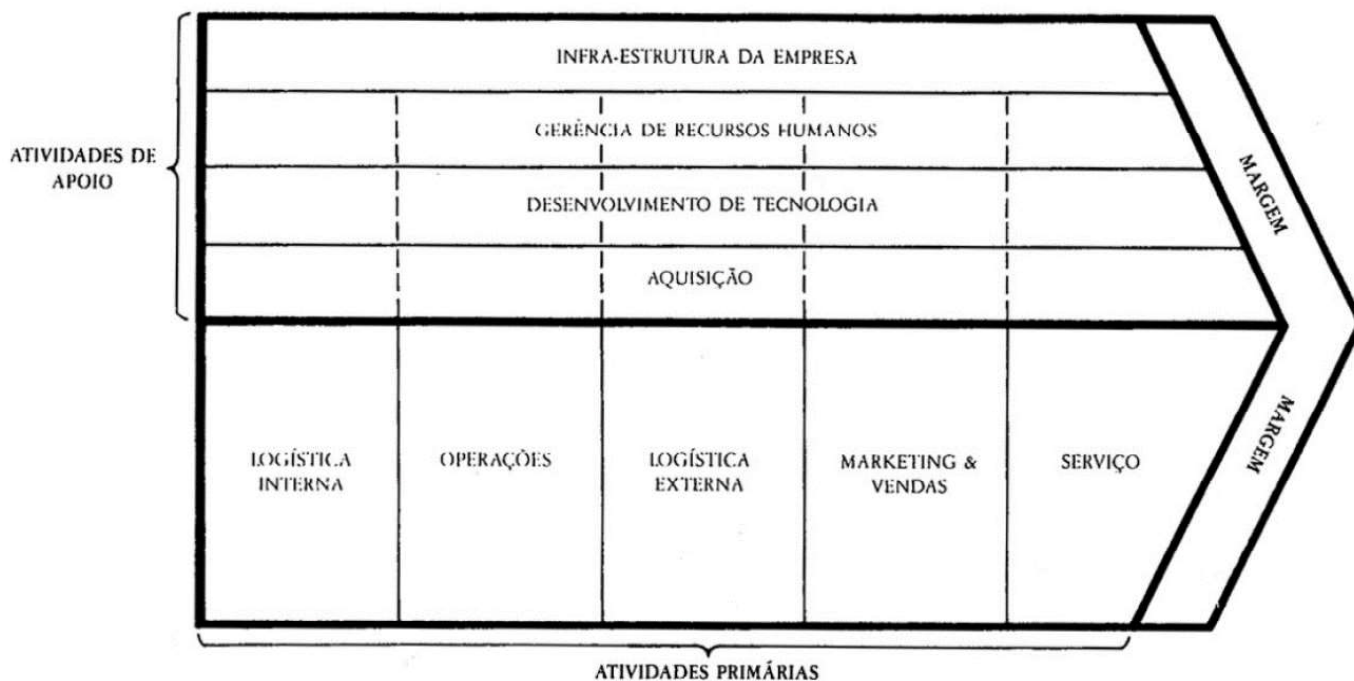 INFRA-ESTRUTURA DA EMPRESA
GERÊNCIA DE RECURSOS HUMANOS
ATIVIDADES DE
APOIO
DESENVOLVIMENTO DE TECNOLOGIA
AQUISIÇÃO
MARGEM
LOGÍSTICA
INTERNA
OPERAÇÕES
LOGÍSTICA
EXTERNA
MARKETING &
VENDAS
SERVIÇO
MARGEM
ATIVIDADES PRIMÁRIAS